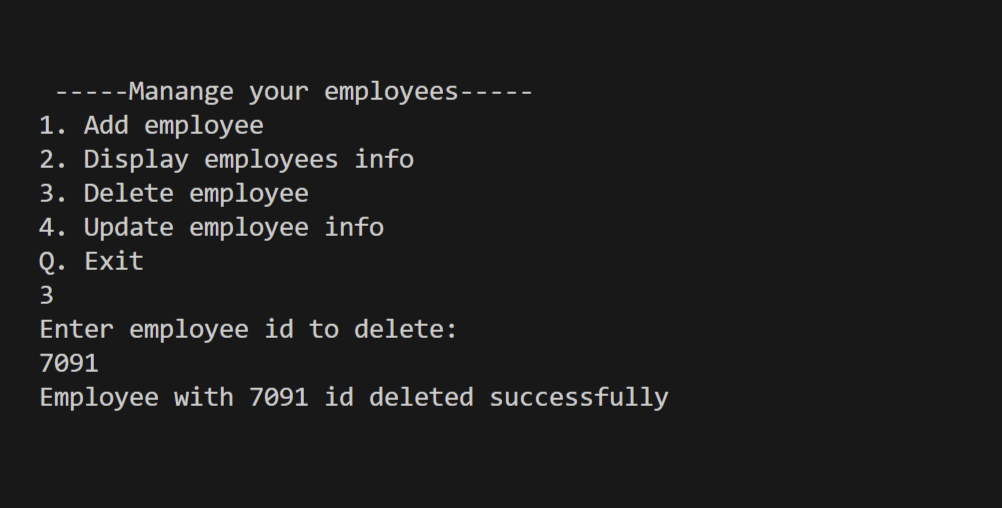 -----Manange your employees-----
1. Add employee
2. Display employees info
3. Delete employee
4. Update employee info
Q. Exit
3
Enter employee id to delete:
7091
Employee with 7091 id deleted successfully